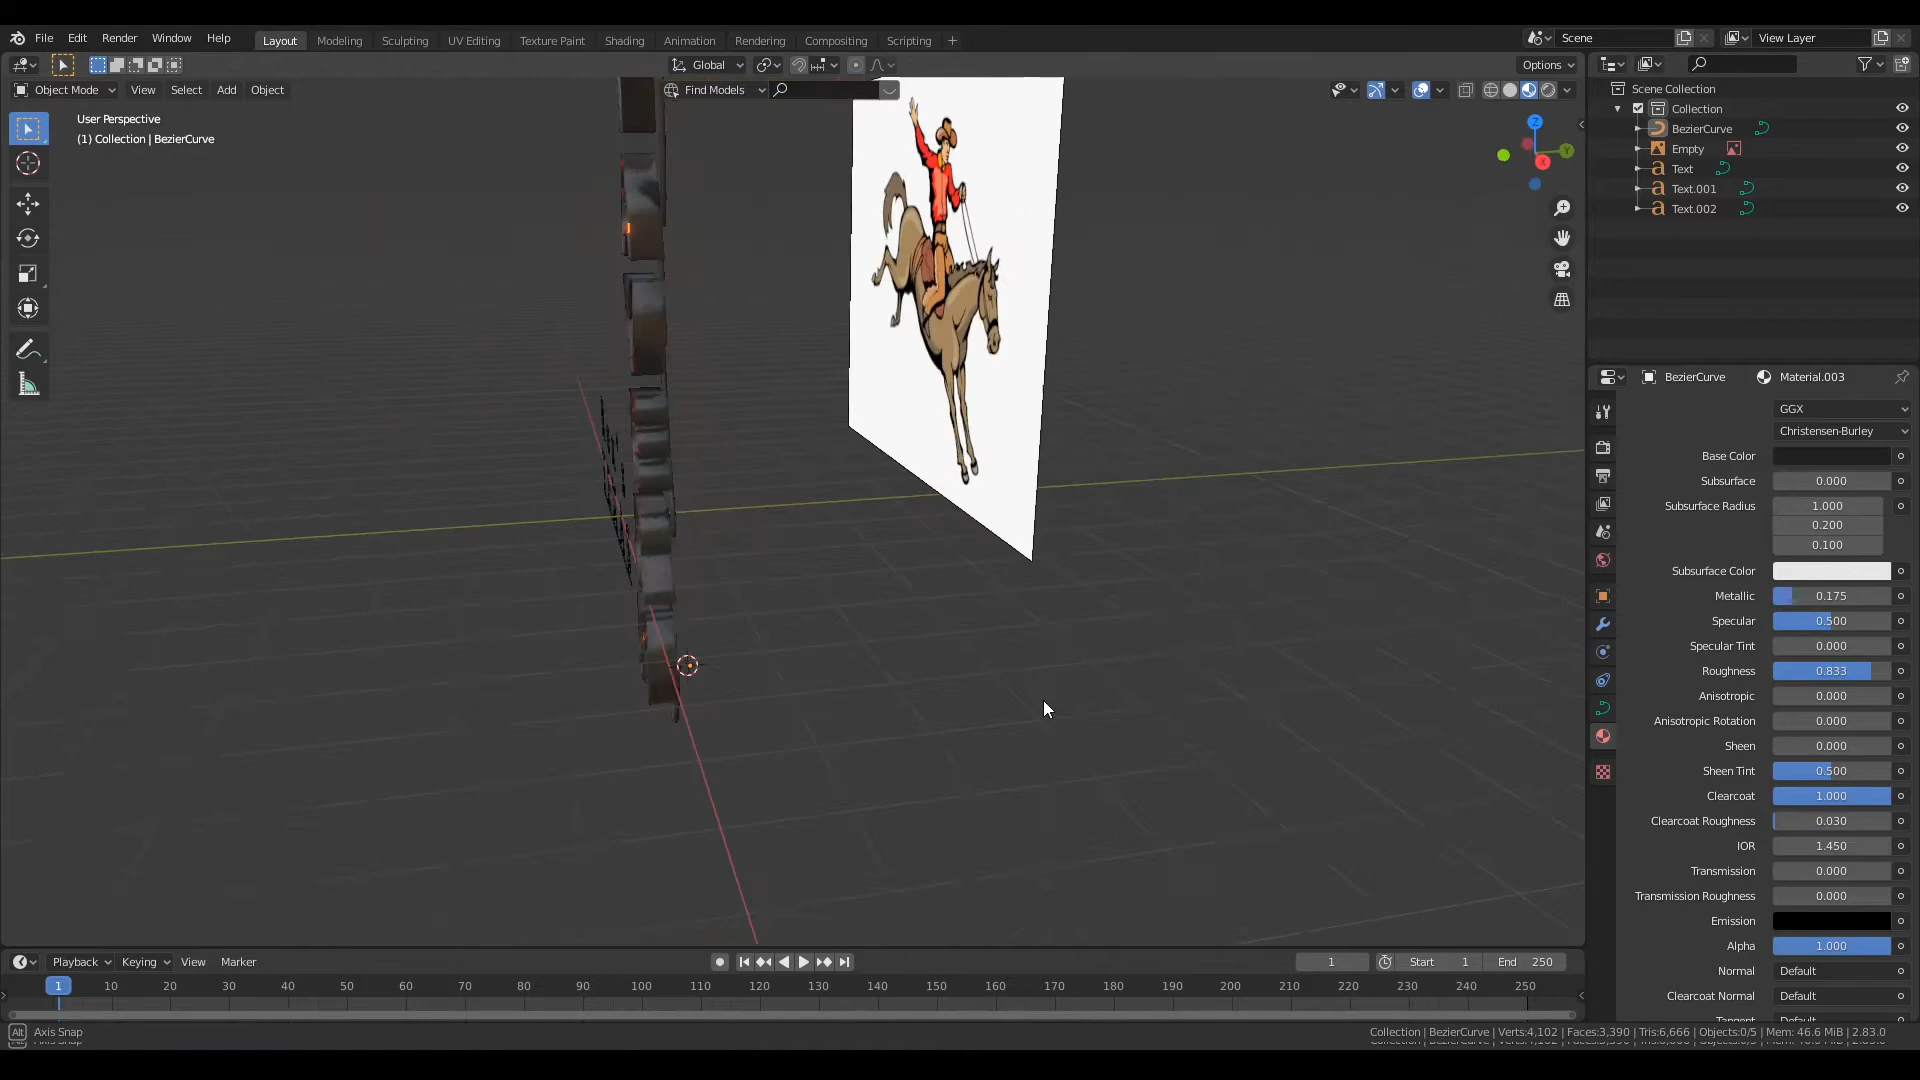 File Edit Render Window Help Layout Modeling Sculpting UV Editing Texture Paint Shading Animation Rendering Compositing Scripting + Scene View Layer
Global Options
Object Mode View Select Add Object Find Models
User Perspective
(1) Collection | BezierCurve
Z
Y
X
Scene Collection
Collection
BezierCurve
Empty
Text
Text.001
Text.002
BezierCurve Material.003
GGX
Christensen-Burley
Base Color
Subsurface 0.000
Subsurface Radius 1.000
0.200
0.100
Subsurface Color
Metallic 0.175
Specular 0.500
Specular Tint 0.000
Roughness 0.833
Anisotropic 0.000
Anisotropic Rotation 0.000
Sheen 0.000
Sheen Tint 0.500
Clearcoat 1.000
Clearcoat Roughness 0.030
IOR 1.450
Transmission 0.000
Transmission Roughness 0.000
Emission
Alpha 1.000
Normal Default
Clearcoat Normal Default
Tangent Default
Playback Keying View Marker 1 Start 1 End 250
1 10 20 30 40 50 60 70 80 90 100 110 120 130 140 150 160 170 180 190 200 210 220 230 240 250
Alt Axis Snap Collection | BezierCurve | Verts:4,102 | Faces:3,390 | Tris:6,666 | Objects:0/5 | Mem: 46.6 MiB | 2.83.0